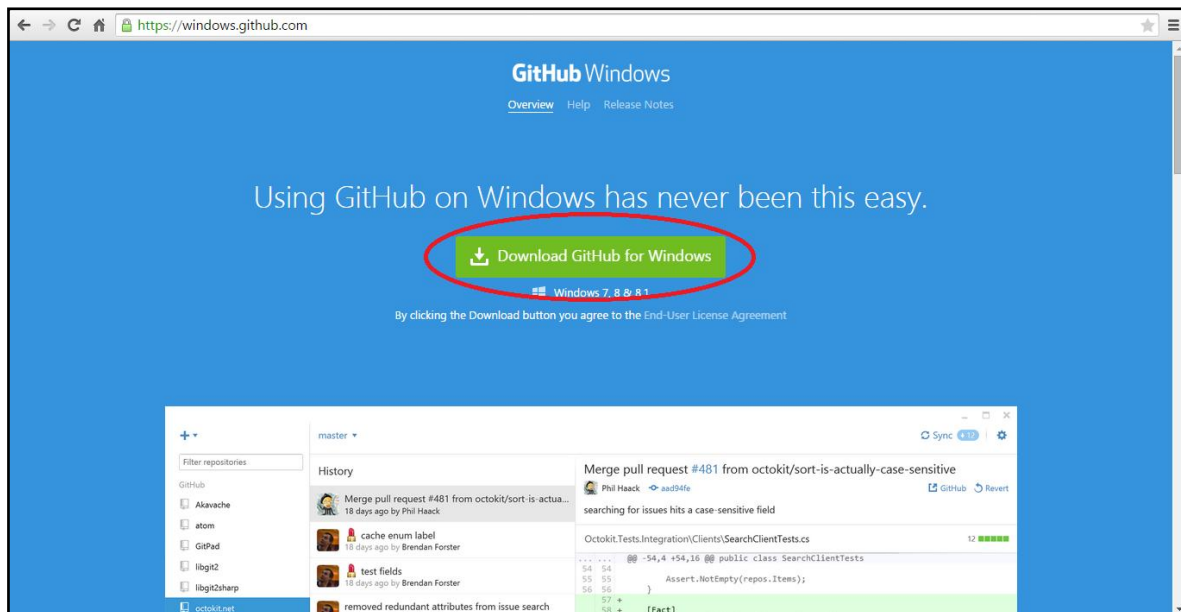 https://windows.github.com
GitHub Windows
Overview Help Release Notes
Using GitHub on Windows has never been this easy.
Download GitHub for Windows
Windows 7, 8 & 8.1
By clicking the Download button you agree to the End-User License Agreement
master
Sync +12
Filter repositories
GitHub
Akavache
atom
GitPad
libgit2
libgit2sharp
octokit.net
History
Merge pull request #481 from octokit/sort-is-actua...
18 days ago by Phil Haack
cache enum label
18 days ago by Brendan Forster
test fields
18 days ago by Brendan Forster
removed redundant attributes from issue search
Merge pull request #481 from octokit/sort-is-actually-case-sensitive
Phil Haack aad94fe GitHub Revert
searching for issues hits a case-sensitive field
Octokit.Tests.Integration\Clients\SearchClientTests.cs 12
... ... @@ -54,4 +54,16 @@ public class SearchClientTests
54 54
55 55 Assert.NotEmpty(repos.Items);
56 56 }
57 +
58 + [Fact]